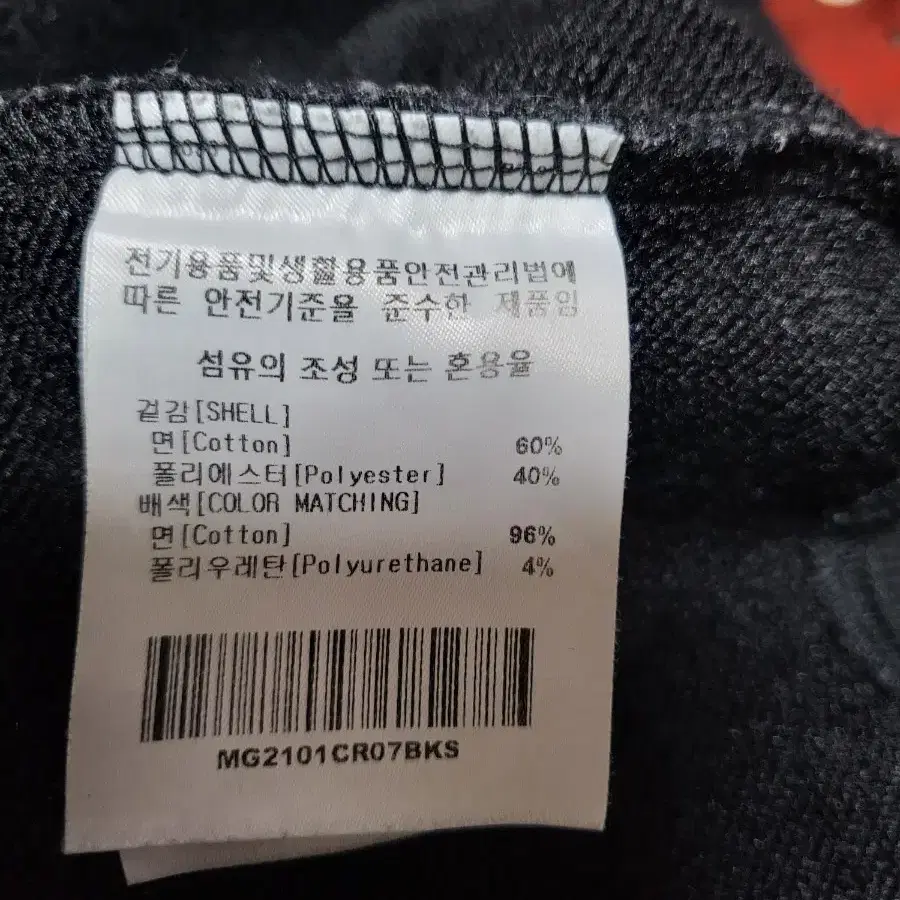 전기용품및생활용품안전관리법에
따른 안전기준을 준수한 제품임
섬유의 조성 또는 혼용율
겉감[SHELL]
면[Cotton] 60%
폴리에스터[Polyester] 40%
배색[COLOR MATCHING]
면[Cotton] 96%
폴리우레탄[Polyurethane] 4%
MG2101CR07BKS